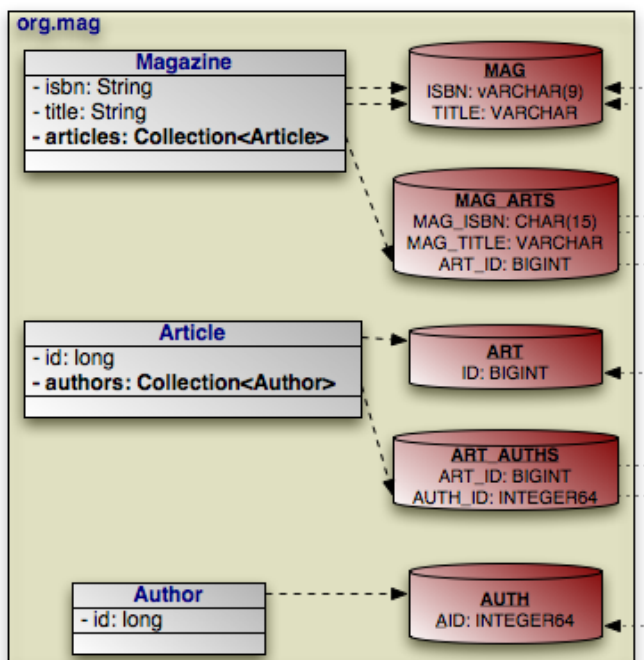 org.mag
Magazine
- isbn: String
- title: String
- articles: Collection<Article>
MAG
ISBN: vARCHAR(9)
TITLE: VARCHAR
MAG_ARTS
MAG_ISBN: CHAR(15)
MAG_TITLE: VARCHAR
ART_ID: BIGINT
Article
- id: long
- authors: Collection<Author>
ART
ID: BIGINT
ART_AUTHS
ART_ID: BIGINT
AUTH_ID: INTEGER64
Author
- id: long
AUTH
AID: INTEGER64